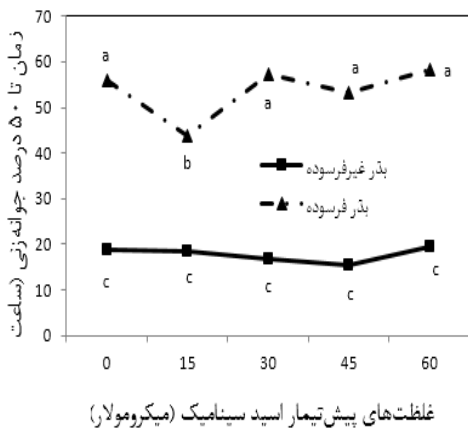 زمان تا ۵۰ درصد جوانه‌زنی (ساعت
70
60
50
40
30
20
10
0
a
b
a
a
a
بذر غیرفرسوده
بذر فرسوده
c
c
c
c
c
0 15 30 45 60
غلظت‌های پیش‌تیمار اسید سینامیک (میکرومولار)